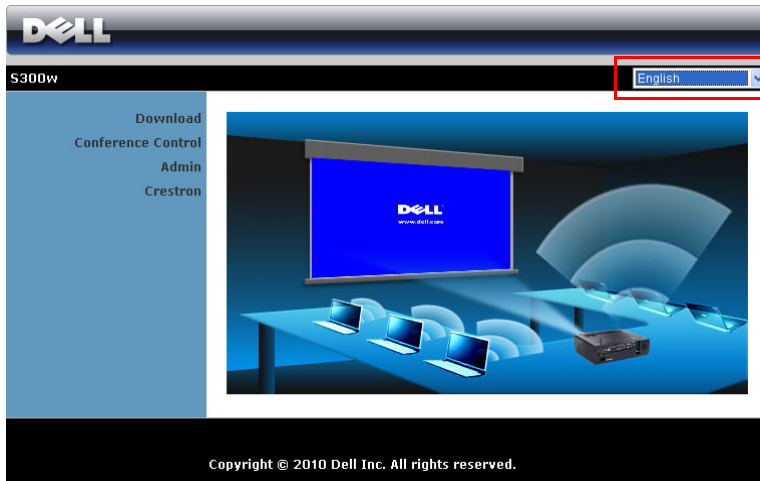 DELL
S300w
English
Download
Conference Control
Admin
Crestron
DELL
www.dell.com
Copyright © 2010 Dell Inc. All rights reserved.